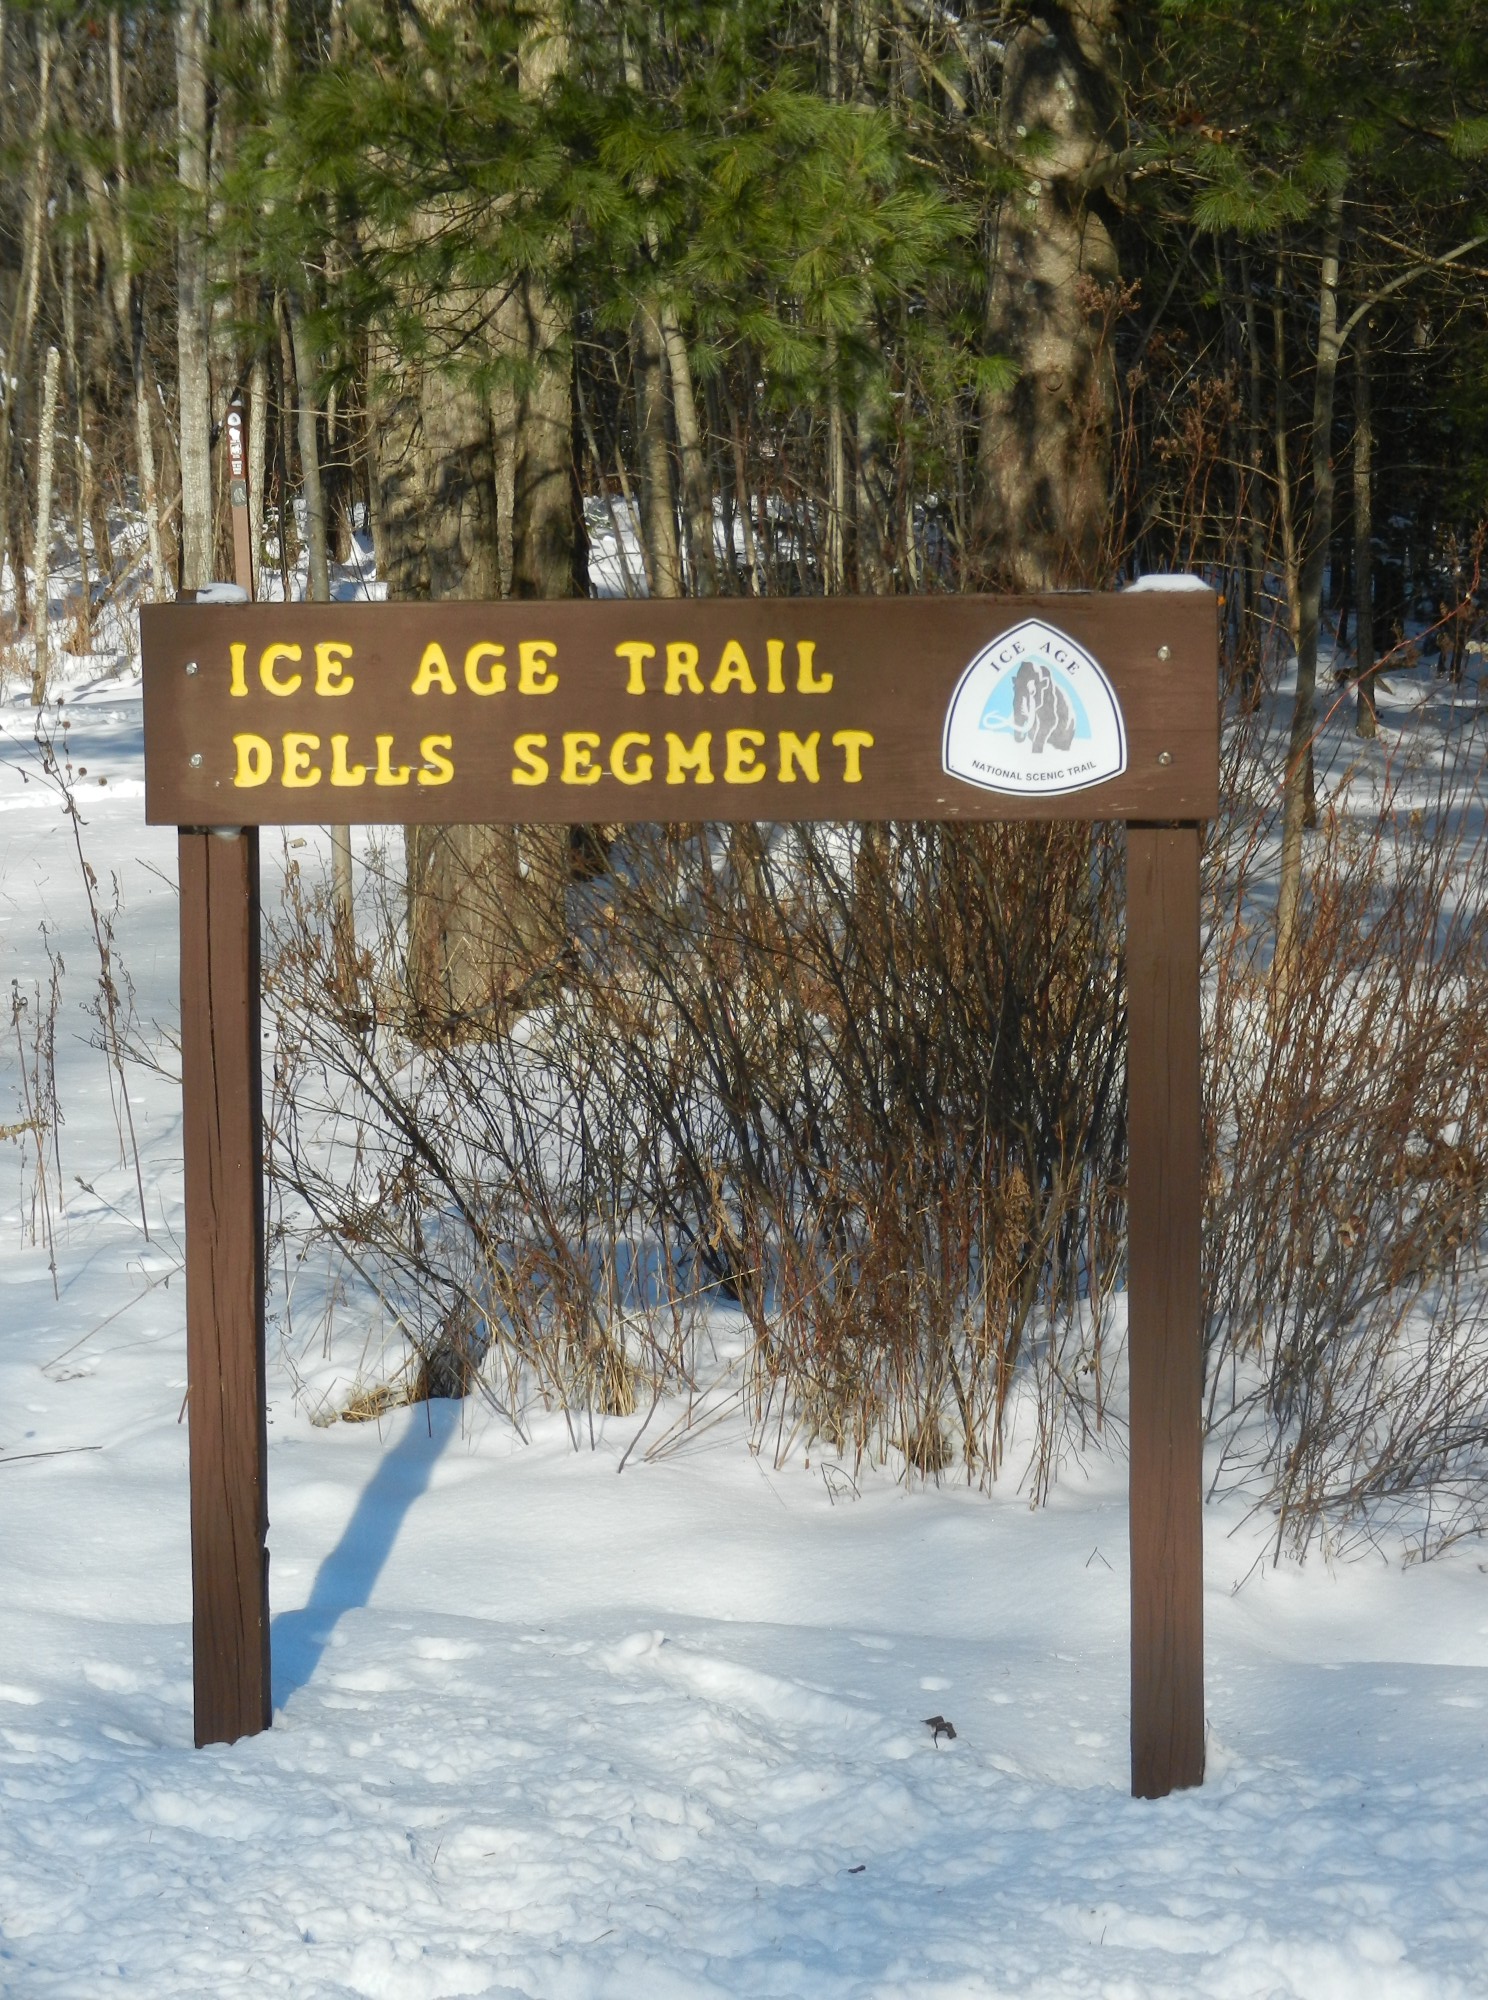 ICE AGE TRAIL
DELLS SEGMENT
ICE AGE
NATIONAL SCENIC TRAIL